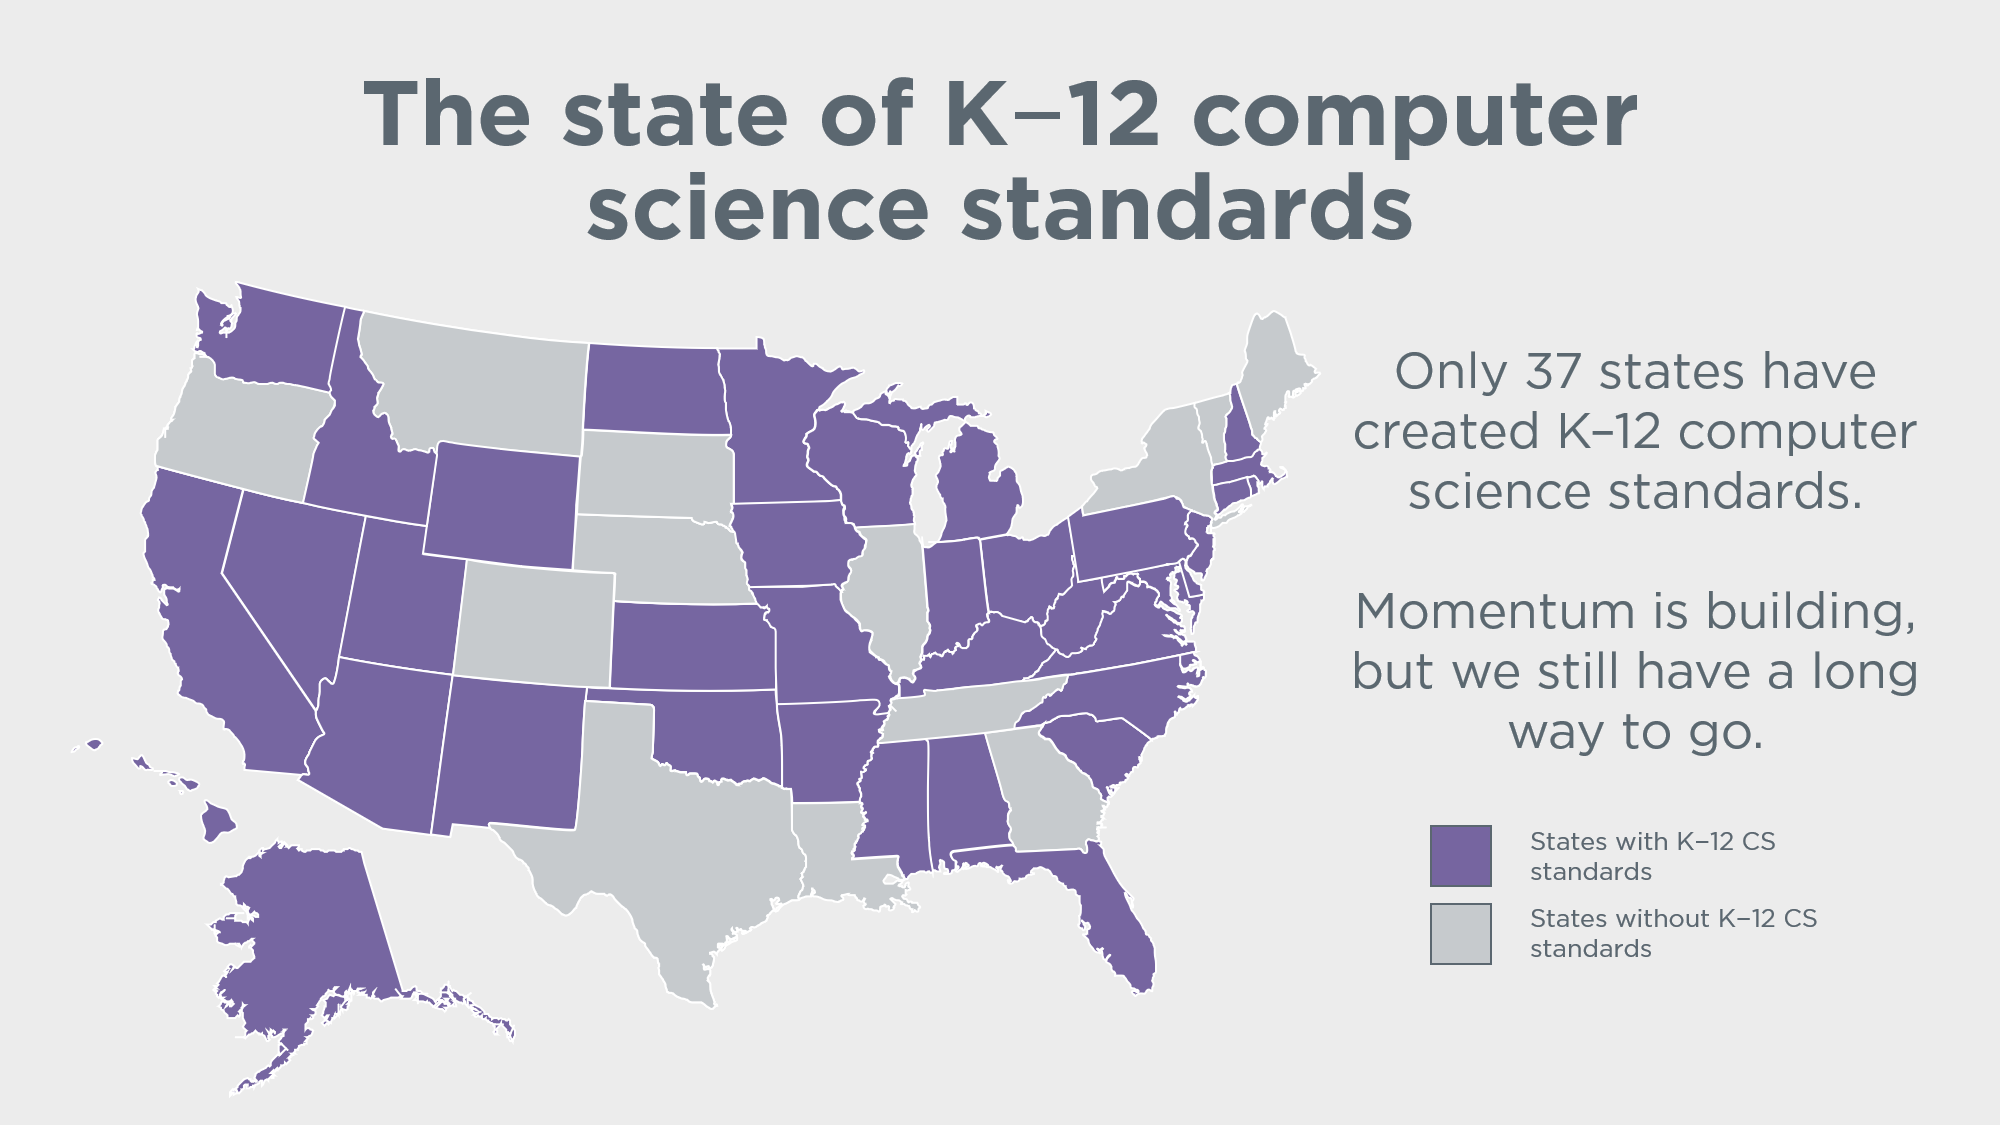 The state of K–12 computer
science standards
Only 37 states have
created K–12 computer
science standards.
Momentum is building,
but we still have a long
way to go.
States with K–12 CS
standards
States without K–12 CS
standards